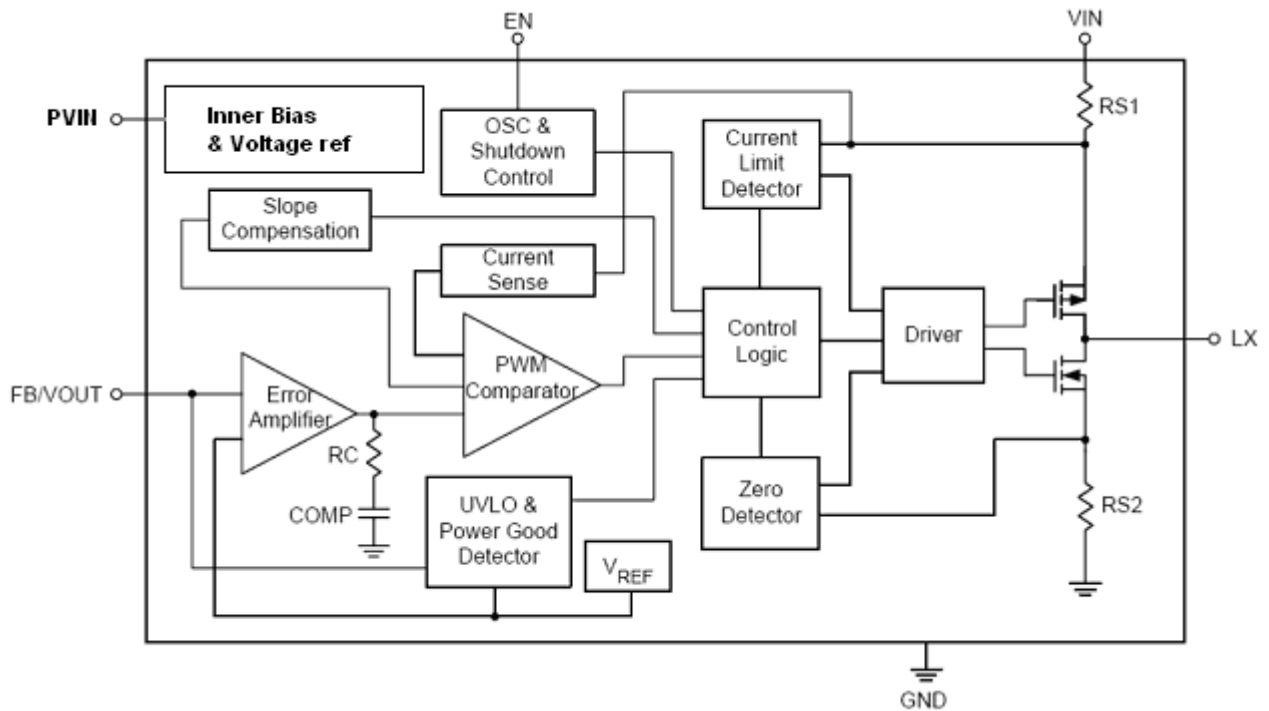 EN
VIN
PVIN
Inner Bias
& Voltage ref
OSC &
Shutdown
Control
RS1
Current
Limit
Detector
Slope
Compensation
Current
Sense
Control
Logic
Driver
LX
PWM
Comparator
FB/VOUT
Error
Amplifier
RC
COMP
UVLO &
Power Good
Detector
Zero
Detector
RS2
VREF
GND